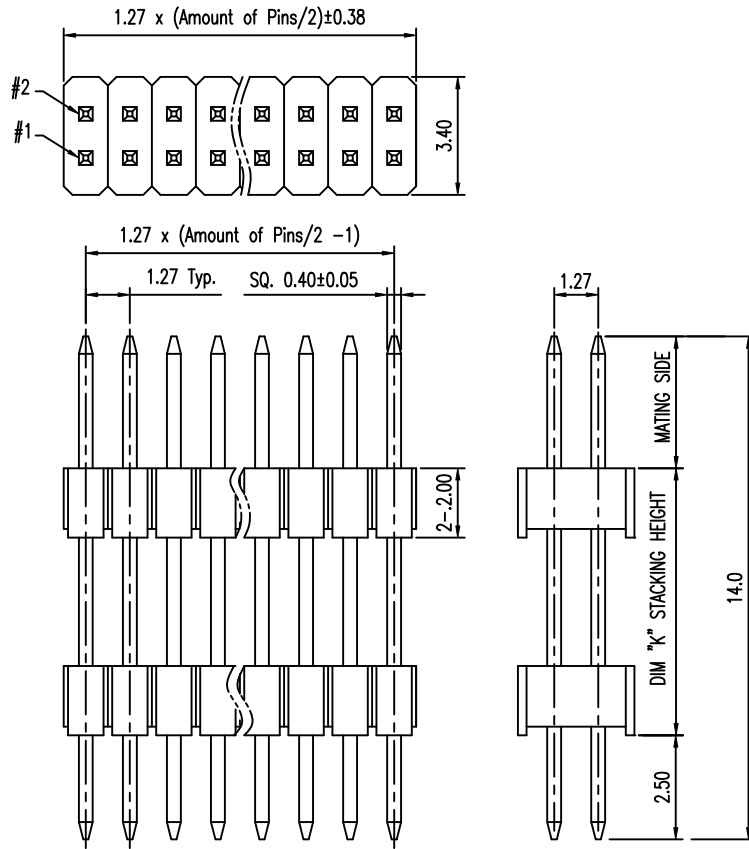 1.27 x (Amount of Pins/2)±0.38
#2
#1
3.40
1.27 x (Amount of Pins/2 -1)
1.27 Typ.
SQ. 0.40±0.05
1.27
MATING SIDE
2-.2.00
DIM "K" STACKING HEIGHT
14.0
2.50